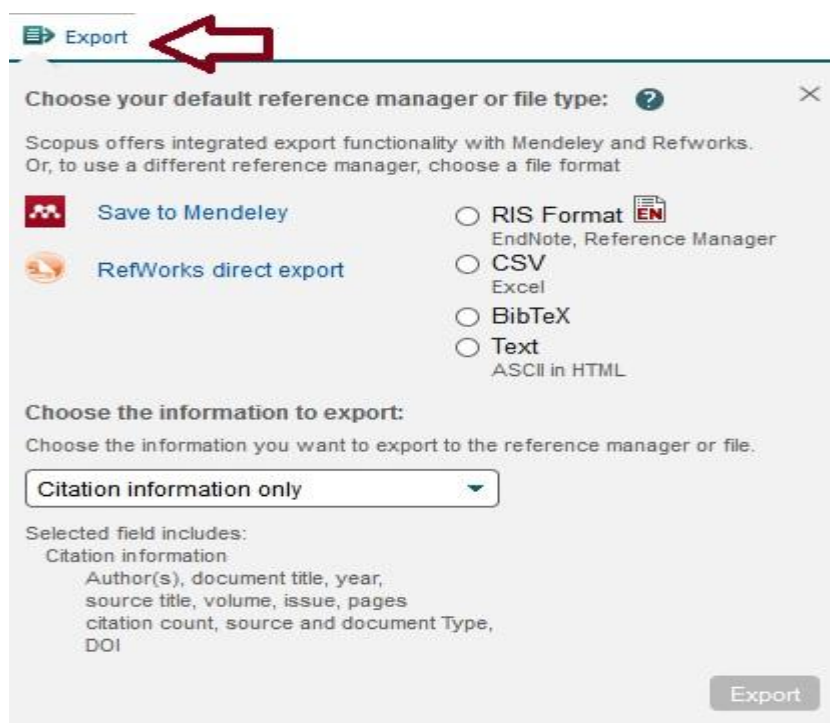 Export
Choose your default reference manager or file type: ?
Scopus offers integrated export functionality with Mendeley and Refworks.
Or, to use a different reference manager, choose a file format
Save to Mendeley
RefWorks direct export
RIS Format EN
EndNote, Reference Manager
CSV
Excel
BibTeX
Text
ASCII in HTML
Choose the information to export:
Choose the information you want to export to the reference manager or file.
Citation information only
Selected field includes:
Citation information
Author(s), document title, year,
source title, volume, issue, pages
citation count, source and document Type,
DOI
Export